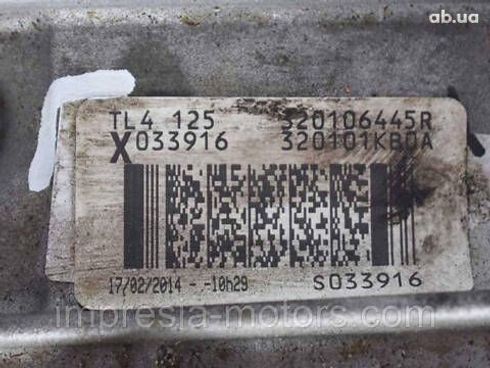 ab.ua
TL4 125 320106445R
X033916 320101KB0A
17/02/2014 - -10h29 S033916
impresia-motors.com